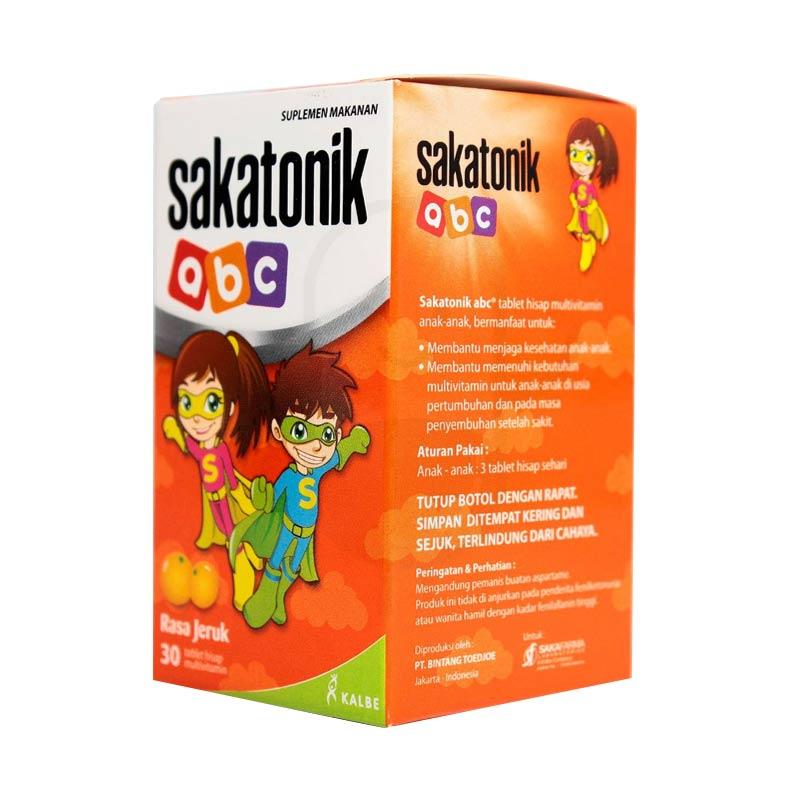 SUPLEMEN MAKANAN
sakatonik
abc
S
S
Rasa Jeruk
30 tablet hisap
multivitamin
KALBE
sakatonik
abc
S
Sakatonik abc® tablet hisap multivitamin
anak-anak, bermanfaat untuk:
• Membantu menjaga kesehatan anak-anak.
• Membantu memenuhi kebutuhan
multivitamin untuk anak-anak di usia
pertumbuhan dan pada masa
penyembuhan setelah sakit.
Aturan Pakai :
Anak - anak : 3 tablet hisap sehari
TUTUP BOTOL DENGAN RAPAT.
SIMPAN DITEMPAT KERING DAN
SEJUK, TERLINDUNG DARI CAHAYA.
Peringatan & Perhatian :
Mengandung pemanis buatan aspartame.
Produk ini tidak di anjurkan pada penderita fenilketonuria
atau wanita hamil dengan kadar fenilalanin tinggi.
Diproduksi oleh :
PT. BINTANG TOEDJOE
Jakarta - Indonesia
Untuk :
SAKAFARMA